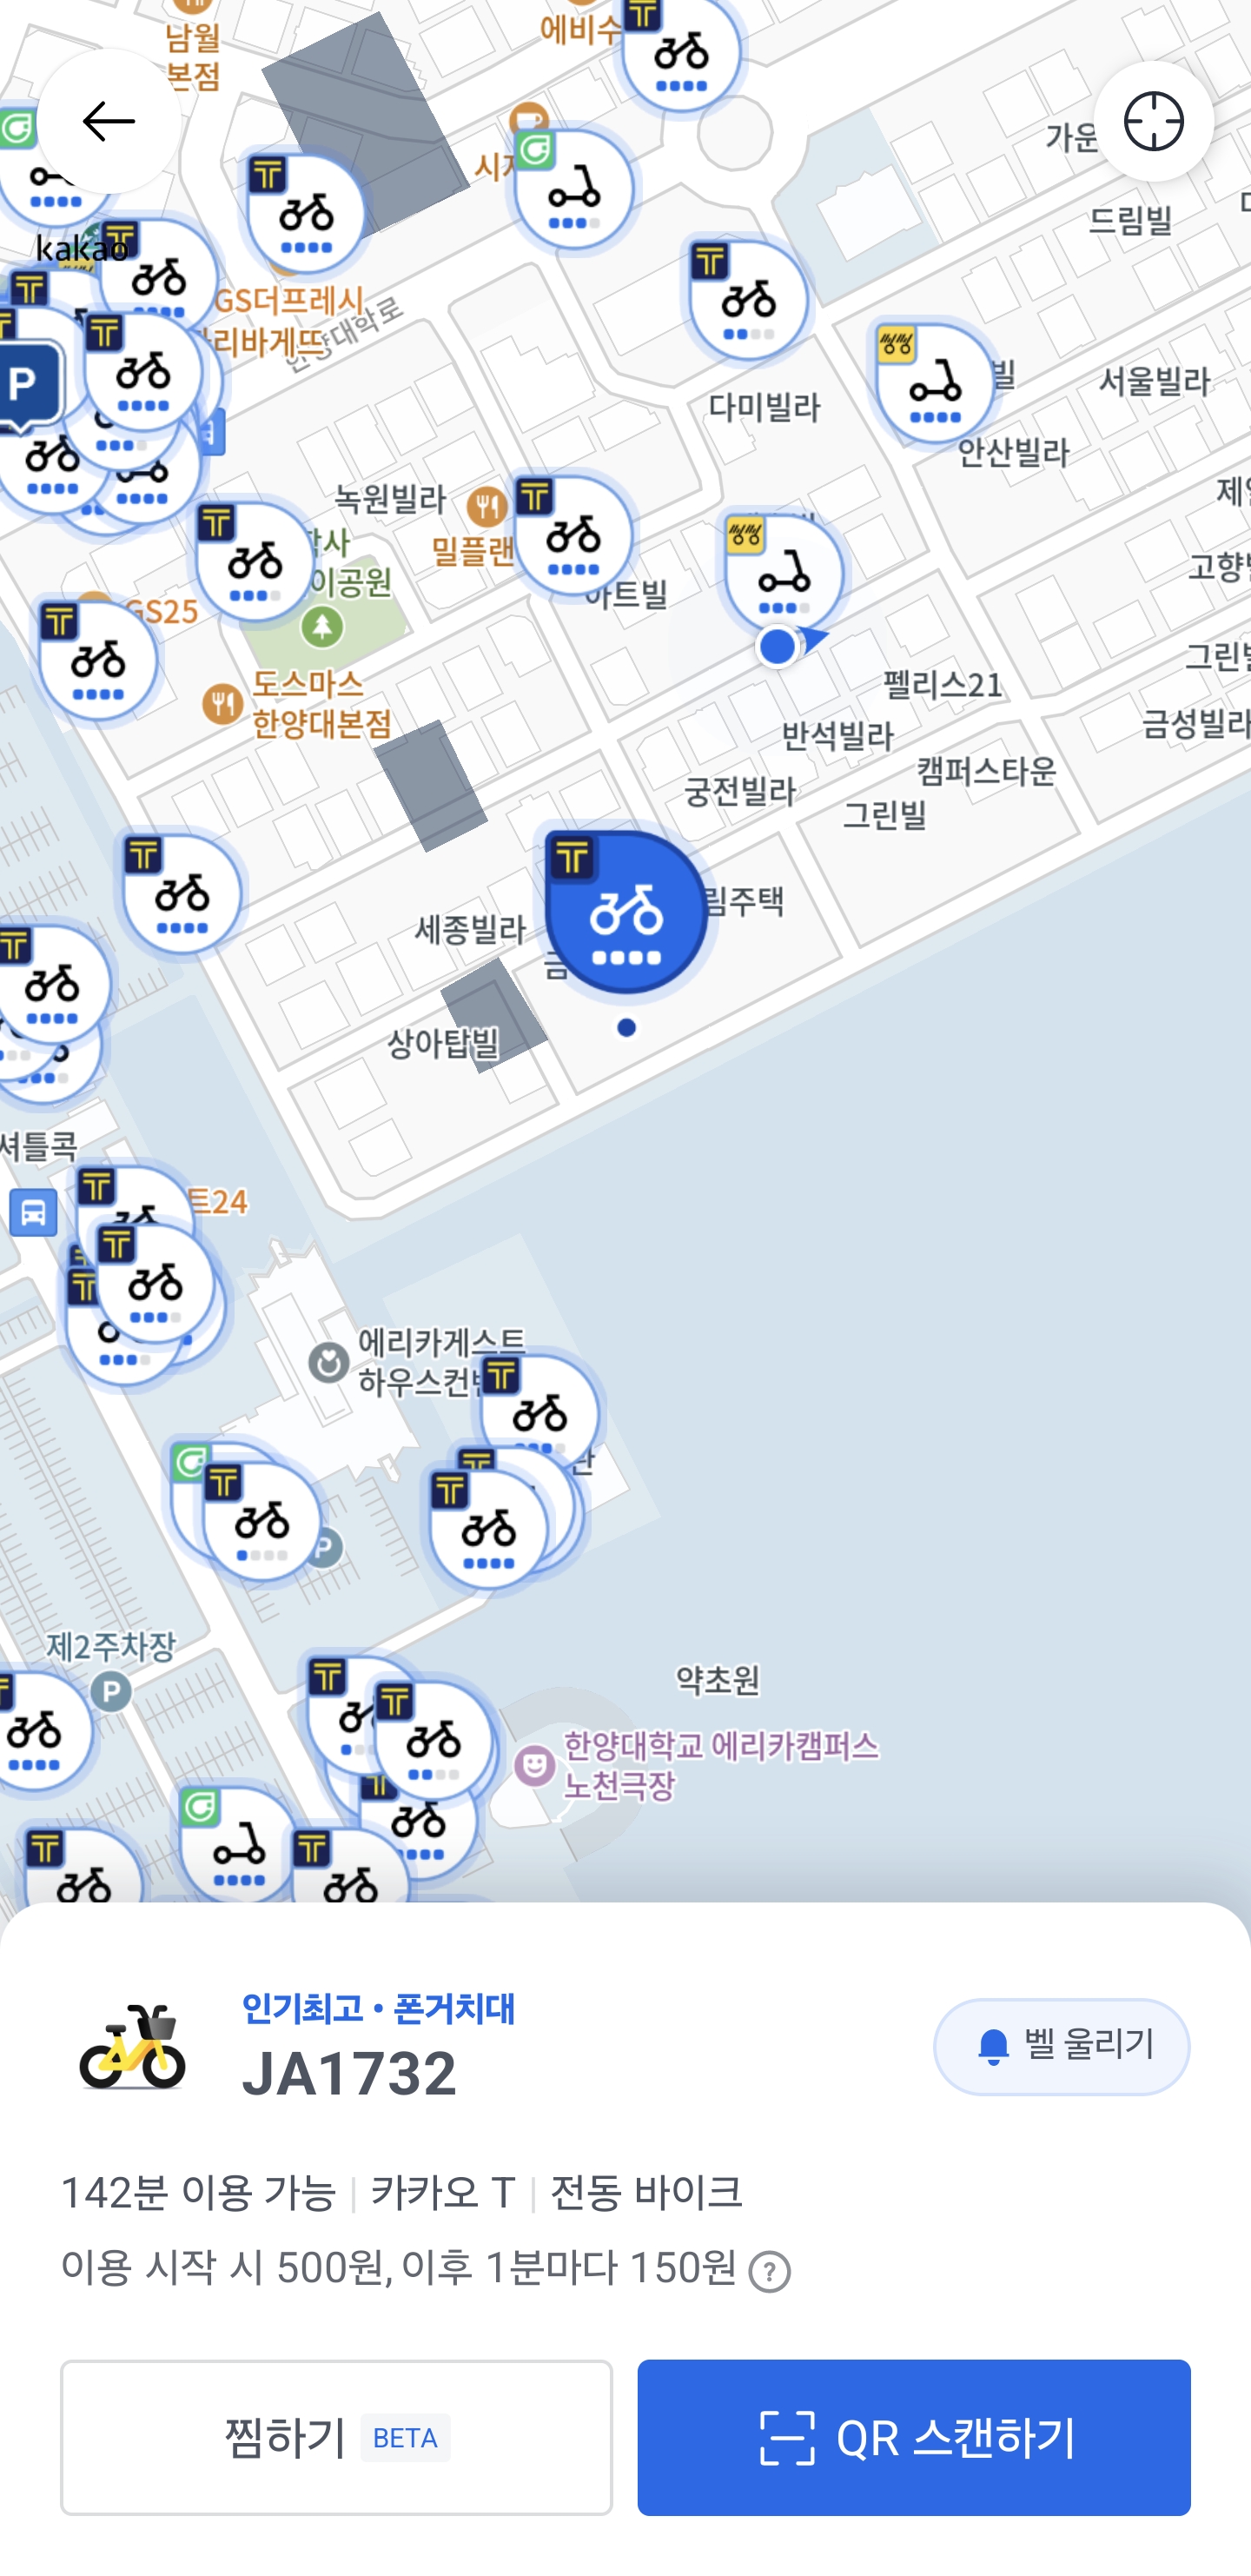 남월
본점
에비수
가운
드림빌
kakao
GS더프레시
파리바게뜨
한양대학로
P
다미빌라
빌
서울빌라
안산빌라
녹원빌라
밀플랜
아트빌
이공원
GS25
도스마스
한양대본점
펠리스21
반석빌라
금성빌라
궁전빌라
캠퍼스타운
그린빌
림주택
세종빌라
상아탑빌
셔틀콕
트24
에리카게스트
하우스컨벤
P
제2주차장
P
약초원
한양대학교 에리카캠퍼스
노천극장
인기최고 • 폰거치대
JA1732
벨 울리기
142분 이용 가능 | 카카오 T | 전동 바이크
이용 시작 시 500원, 이후 1분마다 150원 ?
찜하기 BETA
QR 스캔하기